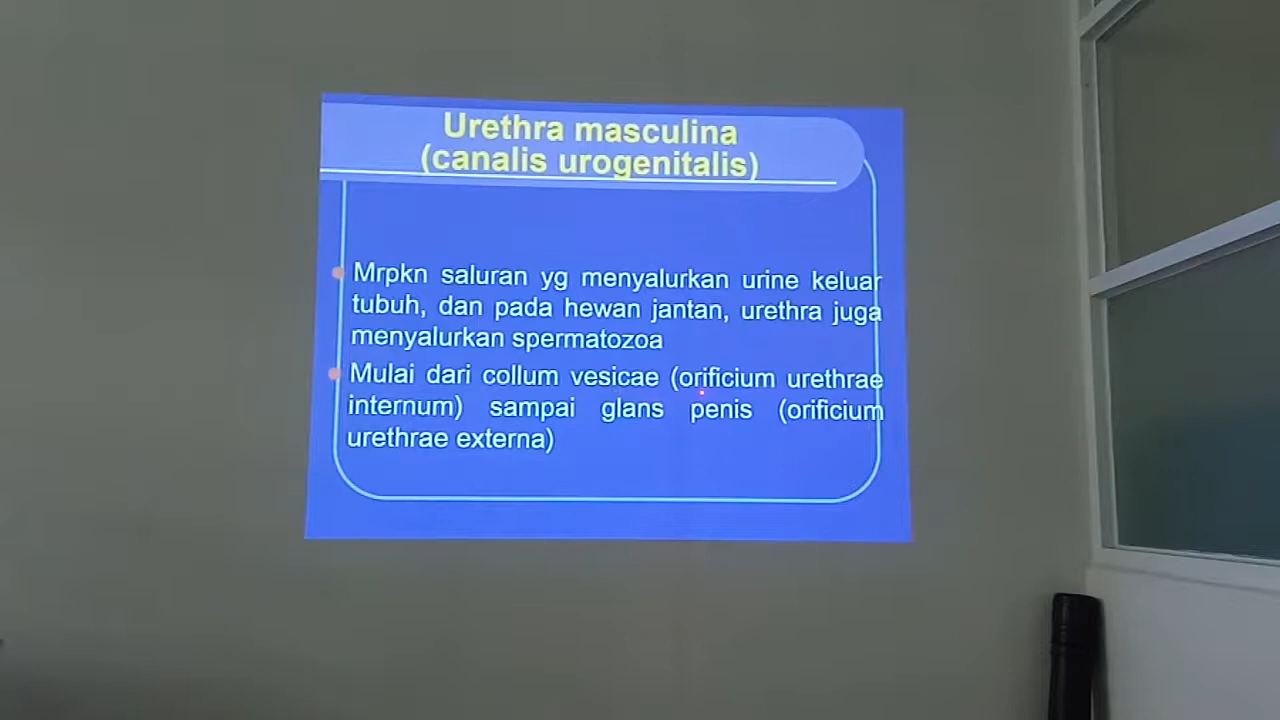 Urethra masculina
(canalis urogenitalis)
Mrpkn saluran yg menyalurkan urine keluar
tubuh, dan pada hewan jantan, urethra juga
menyalurkan spermatozoa
Mulai dari collum vesicae (orificium urethrae
internum) sampai glans penis (orificium
urethrae externa)